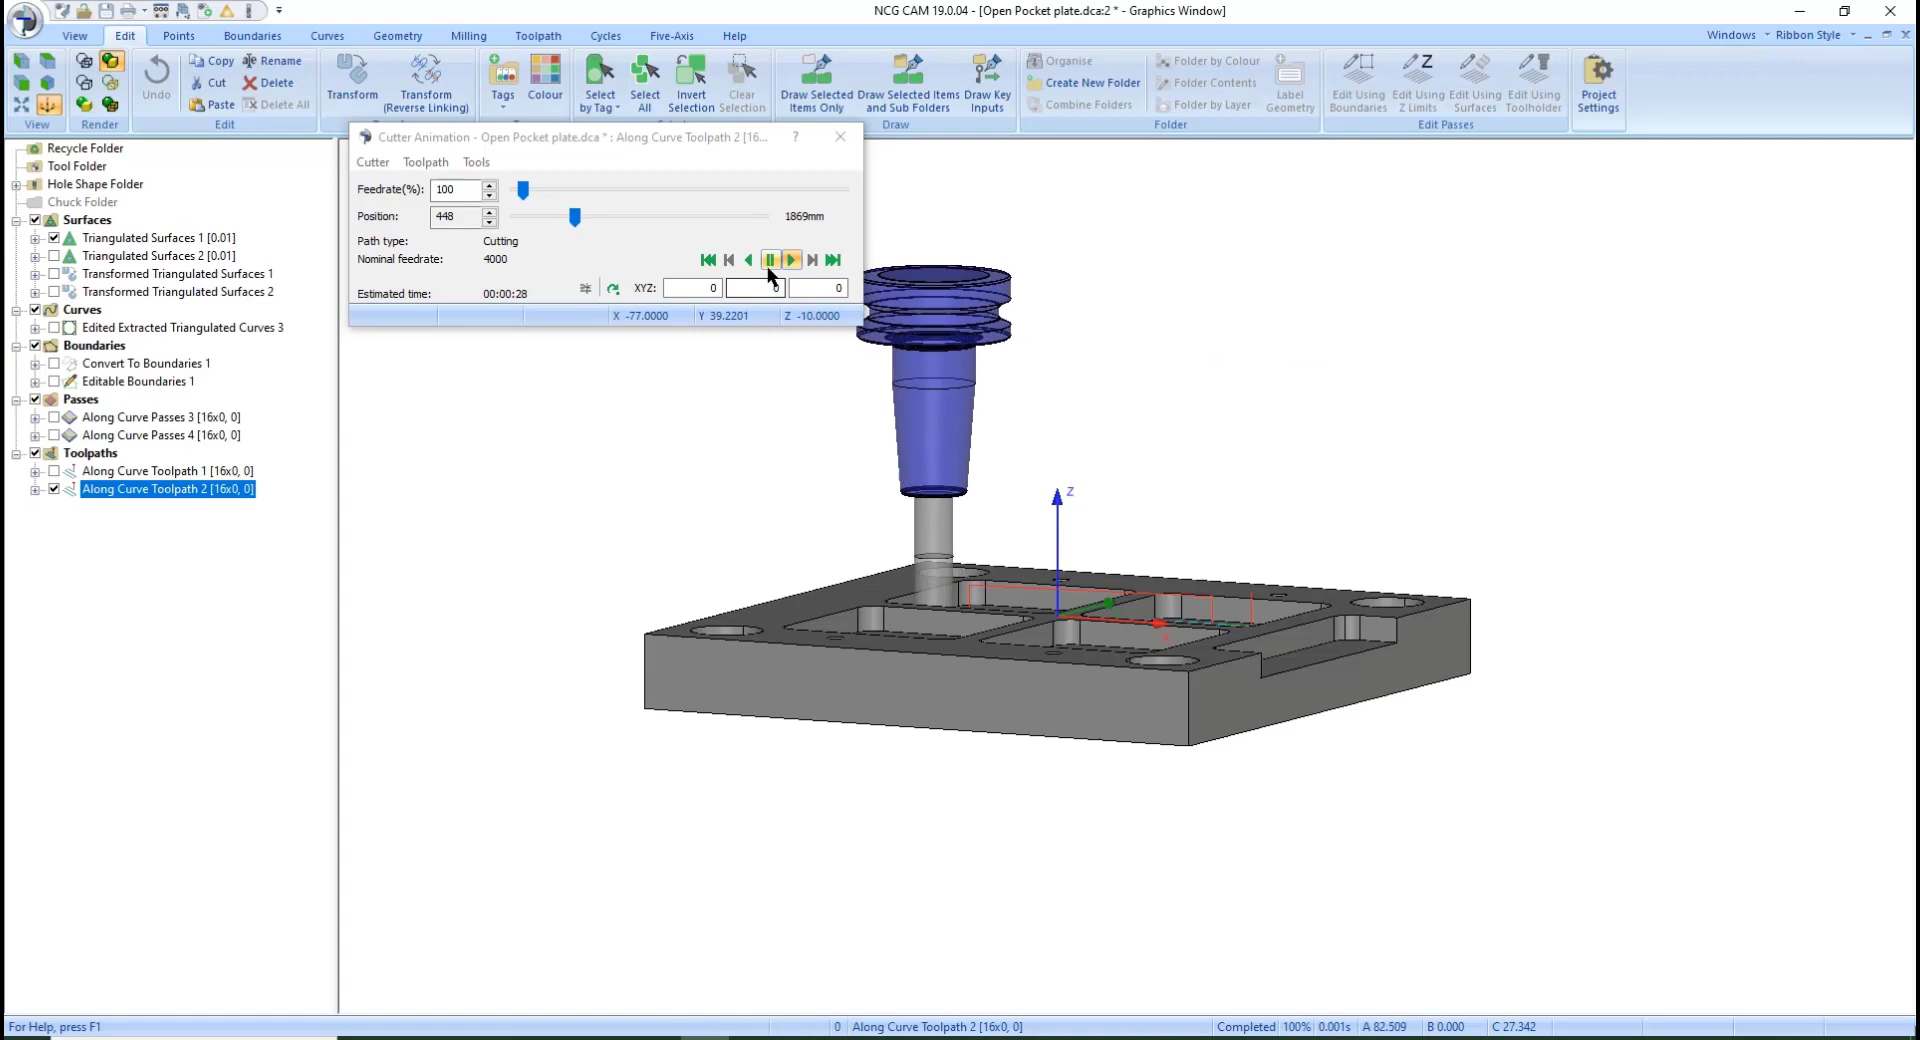 NCG CAM 19.0.04 - [Open Pocket plate.dca:2 * - Graphics Window]
View Edit Points Boundaries Curves Geometry Milling Toolpath Cycles Five-Axis Help Windows Ribbon Style
Copy Rename Organise Folder by Colour
Undo Cut Delete Create New Folder Folder Contents
Paste Delete All Combine Folders Folder by Layer
Transform
Transform (Reverse Linking)
Tags
Colour
Select by Tag
Select All
Invert Selection
Clear Selection
Draw Selected Items Only
Draw Selected Items and Sub Folders
Draw Key Inputs
Label Geometry
Edit Using Boundaries
Edit Using Z Limits
Edit Using Surfaces
Edit Using Toolholder
Project Settings
View Render Edit Draw Folder Edit Passes
Recycle Folder
Tool Folder
Hole Shape Folder
Chuck Folder
Surfaces
Triangulated Surfaces 1 [0.01]
Triangulated Surfaces 2 [0.01]
Transformed Triangulated Surfaces 1
Transformed Triangulated Surfaces 2
Curves
Edited Extracted Triangulated Curves 3
Boundaries
Convert To Boundaries 1
Editable Boundaries 1
Passes
Along Curve Passes 3 [16x0, 0]
Along Curve Passes 4 [16x0, 0]
Toolpaths
Along Curve Toolpath 1 [16x0, 0]
Along Curve Toolpath 2 [16x0, 0]
Cutter Animation - Open Pocket plate.dca * : Along Curve Toolpath 2 [16... ?
Cutter Toolpath Tools
Feedrate(%): 100
Position: 448 1869mm
Path type: Cutting
Nominal feedrate: 4000
Estimated time: 00:00:28 XYZ: 0 0 0
X -77.0000 Y 39.2201 Z -10.0000
Z
x
For Help, press F1 0 Along Curve Toolpath 2 [16x0, 0] Completed 100% 0.001s A 82.509 B 0.000 C 27.342